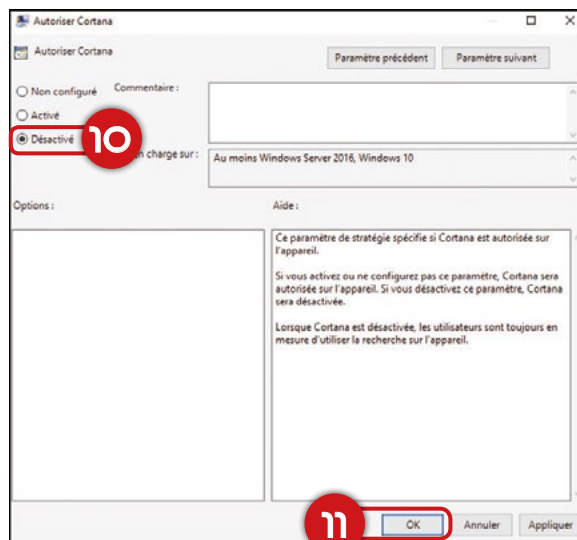 Autoriser Cortana
Autoriser Cortana
Paramètre précédent
Paramètre suivant
Non configuré
Commentaire :
Activé
Désactivé
10
charge sur :
Au moins Windows Server 2016, Windows 10
Options :
Aide :
Ce paramètre de stratégie spécifie si Cortana est autorisée sur
l'appareil.
Si vous activez ou ne configurez pas ce paramètre, Cortana sera
autorisée sur l'appareil. Si vous désactivez ce paramètre, Cortana
sera désactivée.
Lorsque Cortana est désactivée, les utilisateurs sont toujours en
mesure d'utiliser la recherche sur l'appareil.
11
OK
Annuler
Appliquer